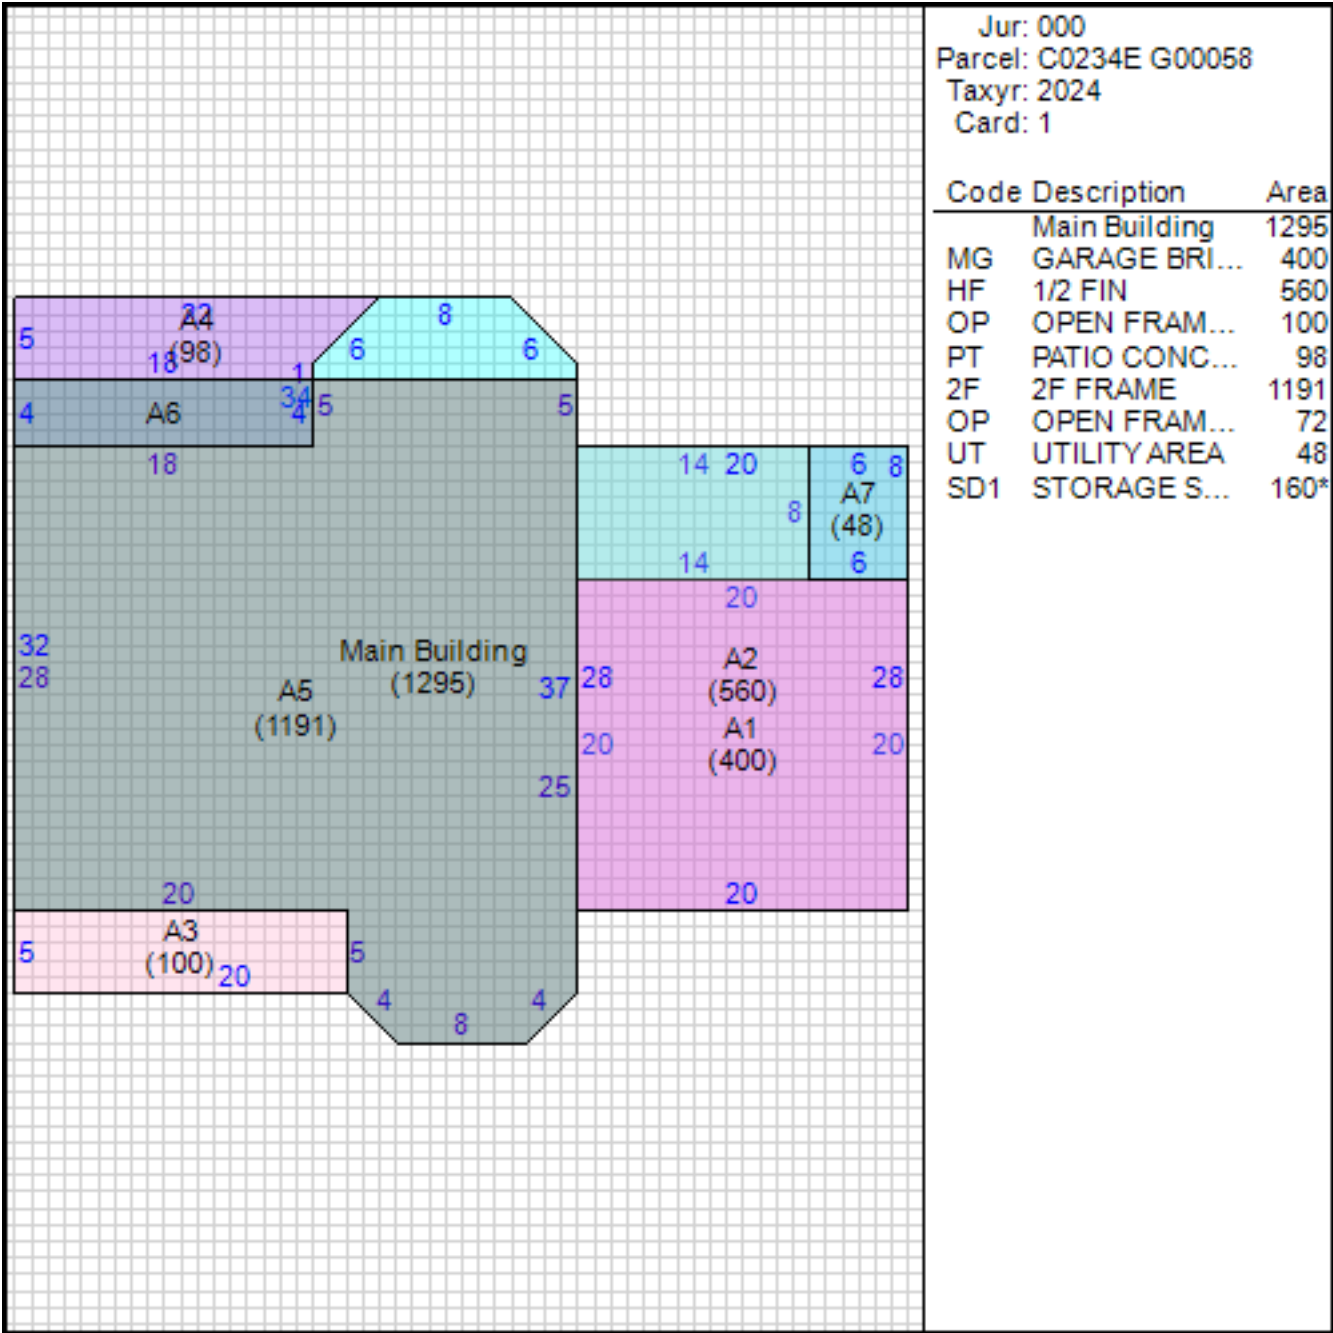 Jur: 000
Parcel: C0234E G00058
Taxyr: 2024
Card: 1
Code Description Area
Main Building 1295
MG GARAGE BRI... 400
HF 1/2 FIN 560
OP OPEN FRAM... 100
PT PATIO CONC... 98
2F 2F FRAME 1191
OP OPEN FRAM... 72
UT UTILITY AREA 48
SD1 STORAGE S... 160*
22
8
A4
5
(98)
18
1
6
6
34
5
5
4
A6
4
18
14 20
6 8
A7
8
(48)
14
6
20
32
28
Main Building
(1295)
A5
(1191)
37
25
A2
(560)
28
28
A1
(400)
20
20
20
20
A3
(100)
5
20
5
4
4
8